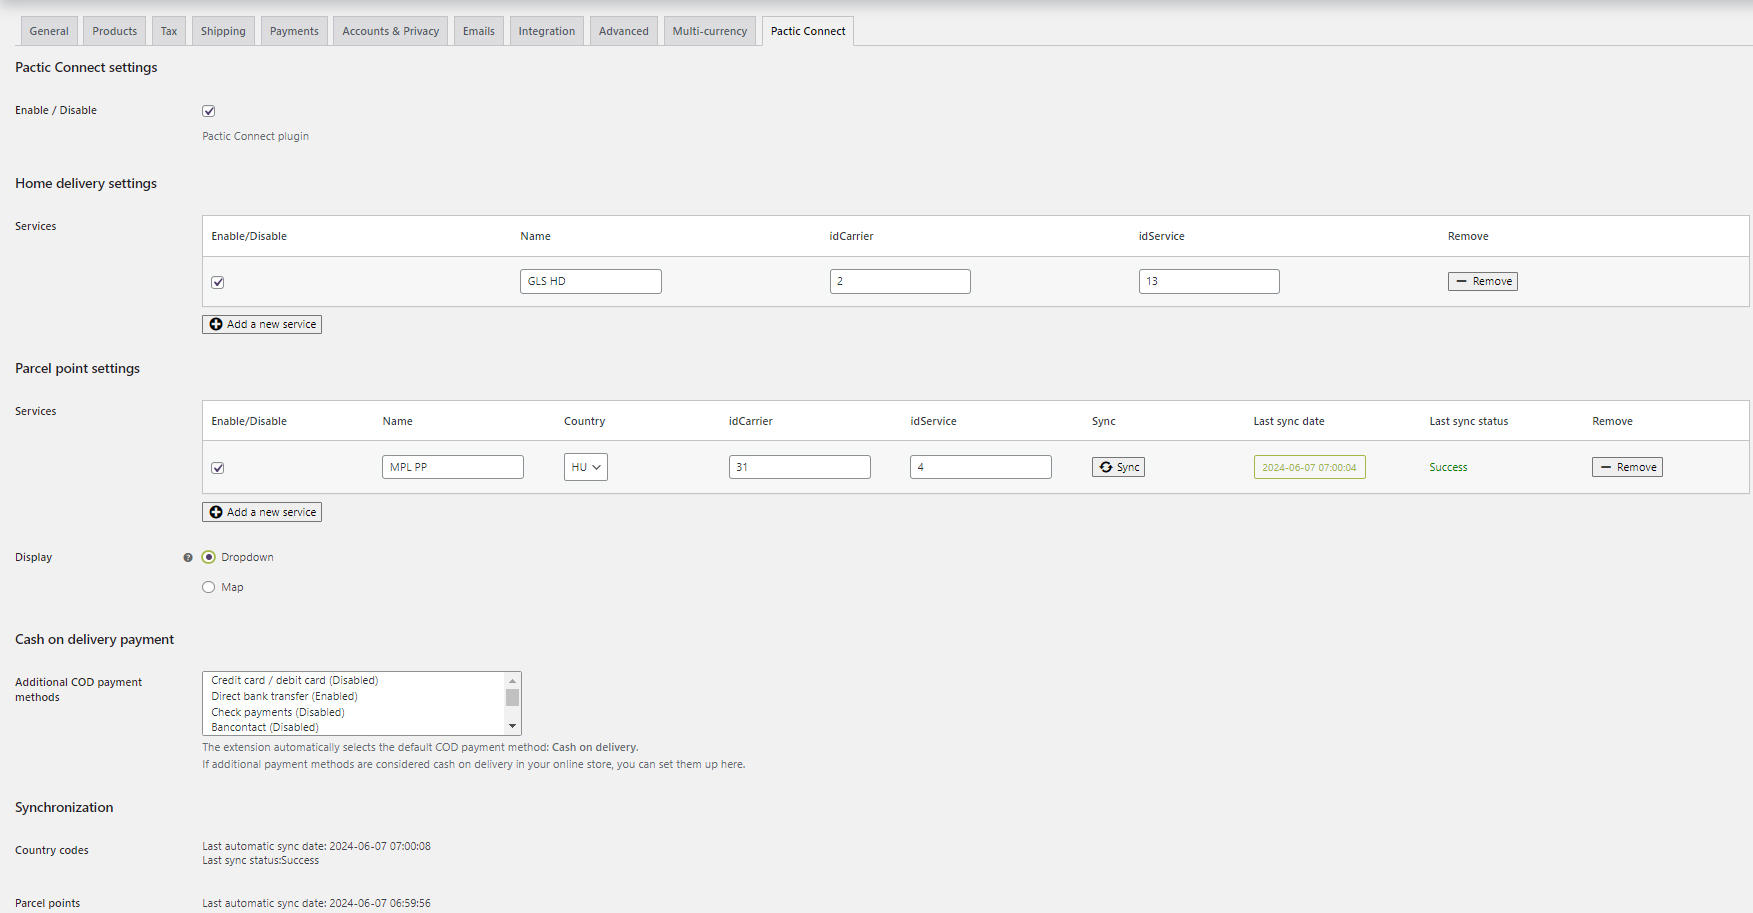 General Products Tax Shipping Payments Accounts & Privacy Emails Integration Advanced Multi-currency Pactic Connect
Pactic Connect settings
Enable / Disable
Pactic Connect plugin
Home delivery settings
Services
Enable/Disable Name idCarrier idService Remove
GLS HD 2 13 Remove
Add a new service
Parcel point settings
Services
Enable/Disable Name Country idCarrier idService Sync Last sync date Last sync status Remove
MPL PP HU 31 4 Sync 2024-06-07 07:00:04 Success Remove
Add a new service
Display ? Dropdown
Map
Cash on delivery payment
Additional COD payment methods
Credit card / debit card (Disabled)
Direct bank transfer (Enabled)
Check payments (Disabled)
Bancontact (Disabled)
The extension automatically selects the default COD payment method: Cash on delivery.
If additional payment methods are considered cash on delivery in your online store, you can set them up here.
Synchronization
Country codes
Last automatic sync date: 2024-06-07 07:00:08
Last sync status:Success
Parcel points
Last automatic sync date: 2024-06-07 06:59:56